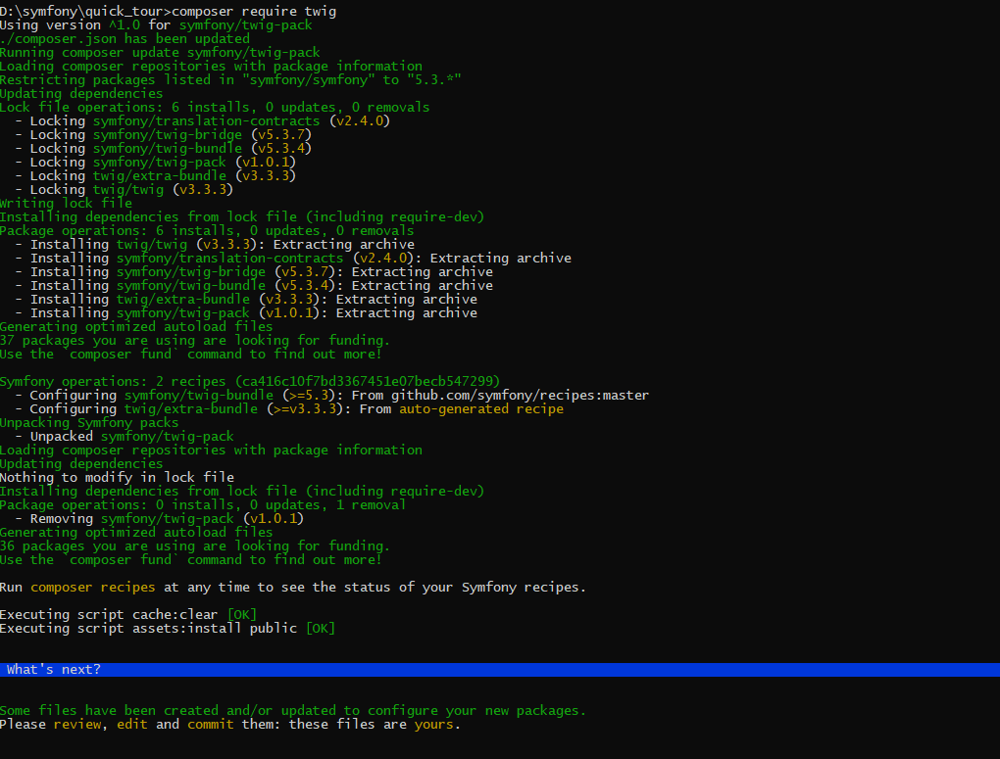 D:\symfony\quick_tour>composer require twig
Using version ^1.0 for symfony/twig-pack
./composer.json has been updated
Running composer update symfony/twig-pack
Loading composer repositories with package information
Restricting packages listed in "symfony/symfony" to "5.3.*"
Updating dependencies
Lock file operations: 6 installs, 0 updates, 0 removals
  - Locking symfony/translation-contracts (v2.4.0)
  - Locking symfony/twig-bridge (v5.3.7)
  - Locking symfony/twig-bundle (v5.3.4)
  - Locking symfony/twig-pack (v1.0.1)
  - Locking twig/extra-bundle (v3.3.3)
  - Locking twig/twig (v3.3.3)
Writing lock file
Installing dependencies from lock file (including require-dev)
Package operations: 6 installs, 0 updates, 0 removals
  - Installing twig/twig (v3.3.3): Extracting archive
  - Installing symfony/translation-contracts (v2.4.0): Extracting archive
  - Installing symfony/twig-bridge (v5.3.7): Extracting archive
  - Installing symfony/twig-bundle (v5.3.4): Extracting archive
  - Installing twig/extra-bundle (v3.3.3): Extracting archive
  - Installing symfony/twig-pack (v1.0.1): Extracting archive
Generating optimized autoload files
37 packages you are using are looking for funding.
Use the `composer fund` command to find out more!

Symfony operations: 2 recipes (ca416c10f7bd3367451e07becb547299)
  - Configuring symfony/twig-bundle (>=5.3): From github.com/symfony/recipes:master
  - Configuring twig/extra-bundle (>=v3.3.3): From auto-generated recipe
Unpacking Symfony packs
  - Unpacked symfony/twig-pack
Loading composer repositories with package information
Updating dependencies
Nothing to modify in lock file
Installing dependencies from lock file (including require-dev)
Package operations: 0 installs, 0 updates, 1 removal
  - Removing symfony/twig-pack (v1.0.1)
Generating optimized autoload files
36 packages you are using are looking for funding.
Use the `composer fund` command to find out more!

Run composer recipes at any time to see the status of your Symfony recipes.

Executing script cache:clear [OK]
Executing script assets:install public [OK]

What's next?

Some files have been created and/or updated to configure your new packages.
Please review, edit and commit them: these files are yours.